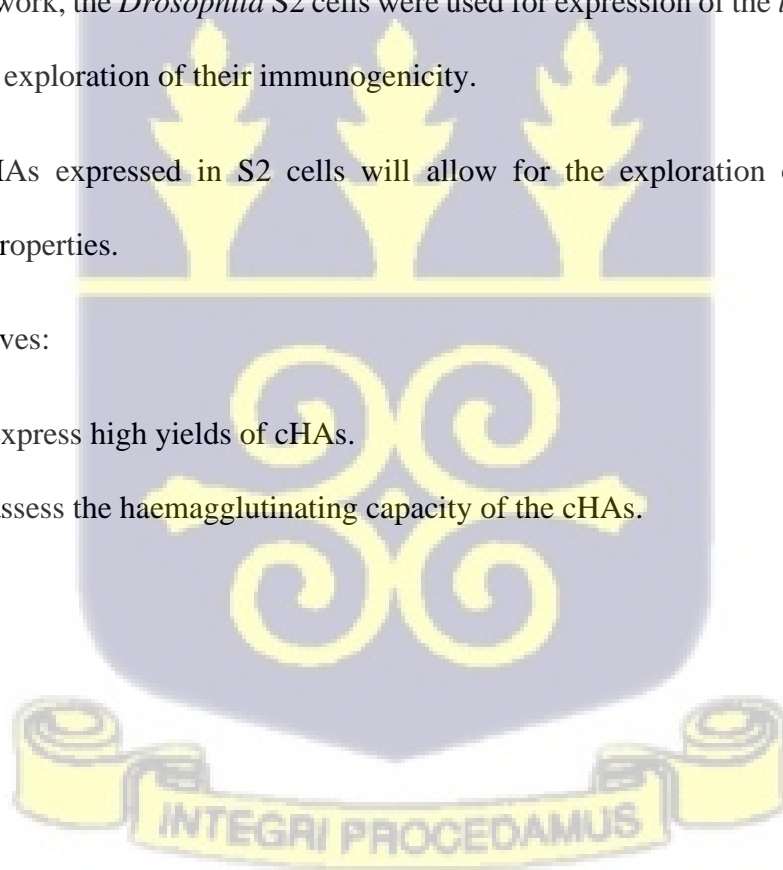 work, the Drosophila S2 cells were used for expression of the
exploration of their immunogenicity.
HAs expressed in S2 cells will allow for the exploration
roperties.
ves:
express high yields of cHAs.
assess the haemagglutinating capacity of the cHAs.
INTEGRI PROCEDAMUS